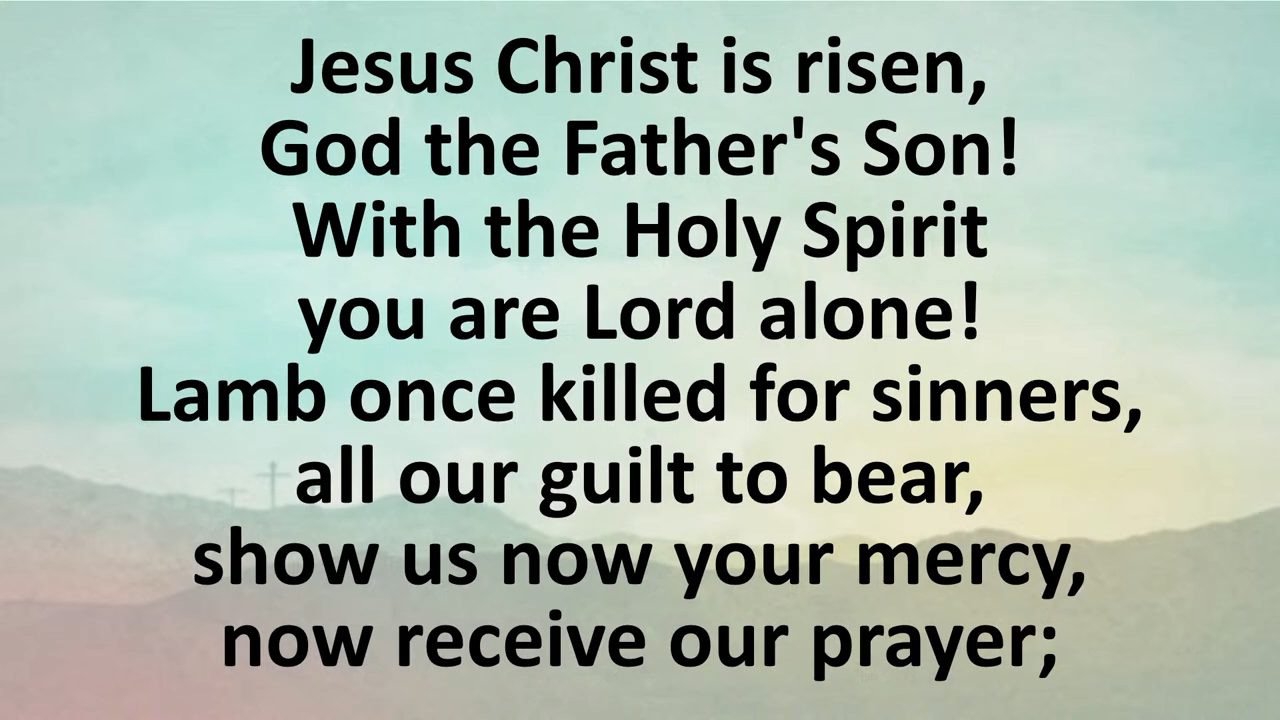 Jesus Christ is risen,
God the Father's Son!
With the Holy Spirit
you are Lord alone!
Lamb once killed for sinners,
all our guilt to bear,
show us now your mercy,
now receive our prayer;